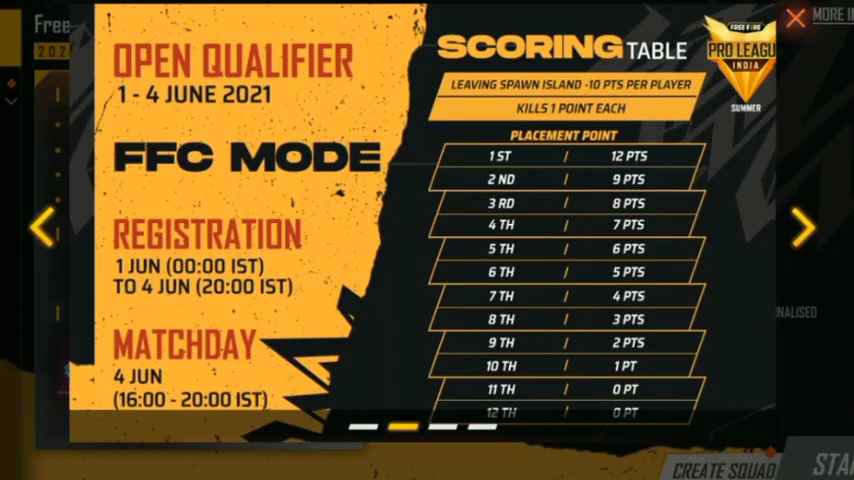 Free
202
MORE IN
OPEN QUALIFIER
1 - 4 JUNE 2021
FFC MODE
REGISTRATION
1 JUN (00:00 IST)
TO 4 JUN (20:00 IST)
MATCHDAY
4 JUN
(16:00 - 20:00 IST)
SCORING TABLE
LEAVING SPAWN ISLAND -10 PTS PER PLAYER
KILLS 1 POINT EACH
PLACEMENT POINT
1 ST / 12 PTS
2 ND / 9 PTS
3 RD / 8 PTS
4 TH / 7 PTS
5 TH / 6 PTS
6 TH / 5 PTS
7 TH / 4 PTS
8 TH / 3 PTS
9 TH / 2 PTS
10 TH / 1 PT
11 TH / 0 PT
12 TH / 0 PT
FREE FIRE
PRO LEAGU
INDIA
SUMMER
NALISED
CREATE SQUAD
STA